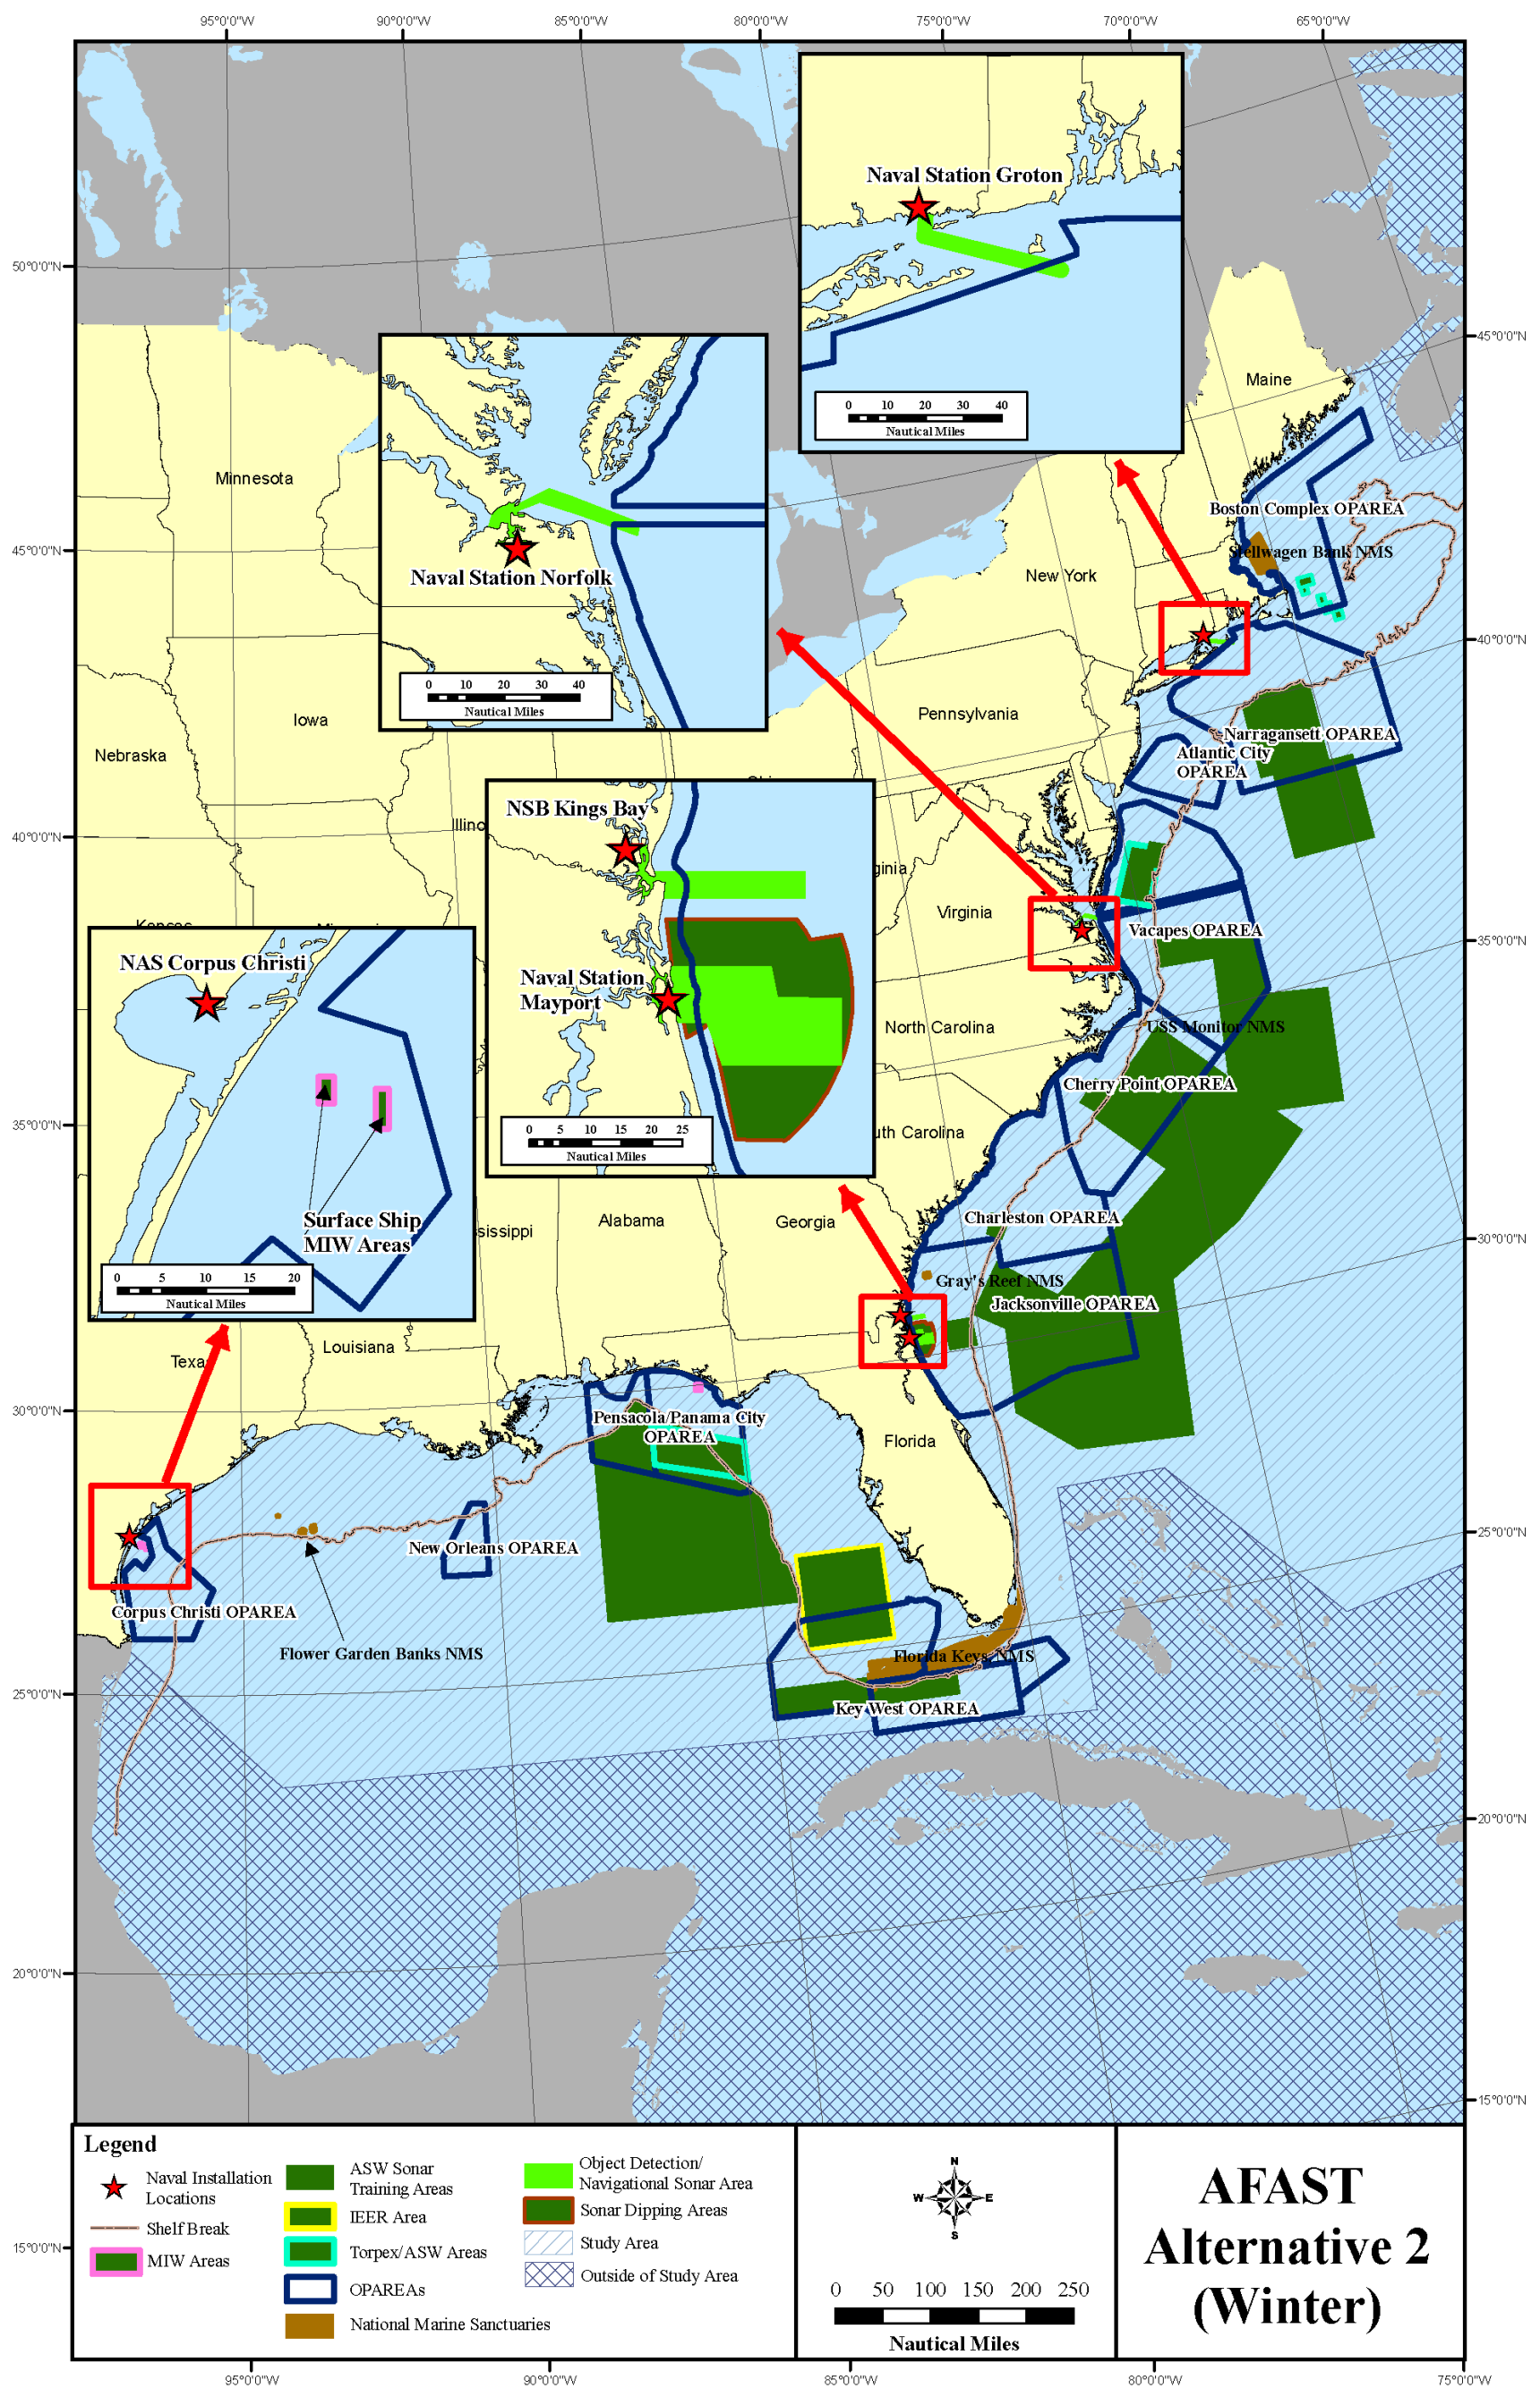 95°0'0"W
90°0'0"W
85°0'0"W
80°0'0"W
75°0'0"W
70°0'0"W
65°0'0"W
50°0'0"N
45°0'0"N
40°0'0"N
35°0'0"N
30°0'0"N
25°0'0"N
20°0'0"N
15°0'0"N
45°0'0"N
40°0'0"N
35°0'0"N
30°0'0"N
25°0'0"N
20°0'0"N
15°0'0"N
Naval Station Groton
0 10 20 30 40
Nautical Miles
Naval Station Norfolk
0 10 20 30 40
Nautical Miles
NSB Kings Bay
Naval Station
Mayport
0 5 10 15 20 25
Nautical Miles
NAS Corpus Christi
Surface Ship
MIW Areas
0 5 10 15 20
Nautical Miles
Maine
Minnesota
Boston Complex OPAREA
Stellwagen Bank NMS
New York
Iowa
Pennsylvania
Nebraska
Narragansett OPAREA
Atlantic City
OPAREA
Illino
ginia
Virginia
Vacapes OPAREA
Kansas
North Carolina
USS Monitor NMS
Cherry Point OPAREA
uth Carolina
Charleston OPAREA
ssissippi
Alabama
Georgia
Gray's Reef NMS
Jacksonville OPAREA
Texas
Louisiana
Pensacola/Panama City
OPAREA
Florida
New Orleans OPAREA
Corpus Christi OPAREA
Flower Garden Banks NMS
Florida Keys NMS
Key West OPAREA
Legend
Naval Installation
Locations
Shelf Break
MIW Areas
ASW Sonar
Training Areas
IEER Area
Torpex/ASW Areas
OPAREAs
National Marine Sanctuaries
Object Detection/
Navigational Sonar Area
Sonar Dipping Areas
Study Area
Outside of Study Area
N
W E
S
0 50 100 150 200 250
Nautical Miles
AFAST
Alternative 2
(Winter)
95°0'0"W
90°0'0"W
85°0'0"W
80°0'0"W
75°0'0"W